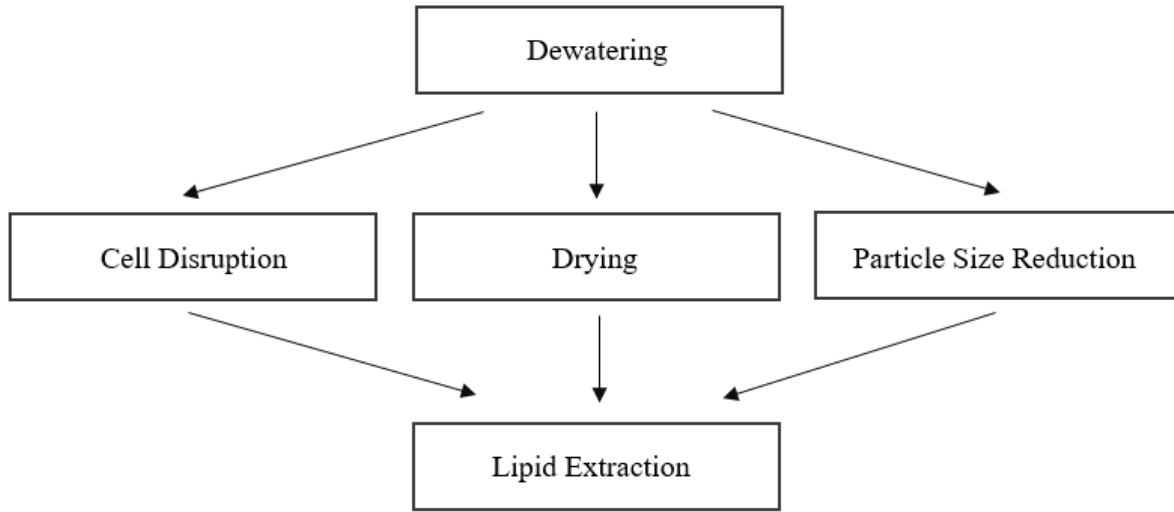 Dewatering
Cell Disruption
Drying
Particle Size Reduction
Lipid Extraction